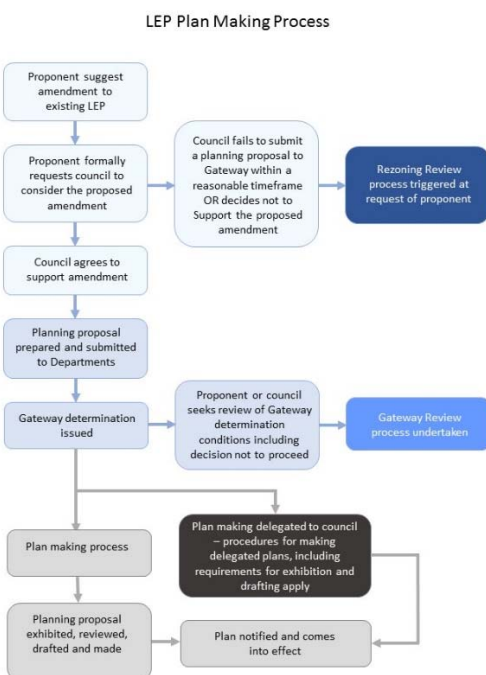 LEP Plan Making Process
Proponent suggest
amendment to
existing LEP
Proponent formally
requests council to
consider the proposed
amendment
Council fails to submit
a planning proposal to
Gateway within a
reasonable timeframe
OR decides not to
Support the proposed
amendment
Rezoning Review
process triggered at
request of proponent
Council agrees to
support amendment
Planning proposal
prepared and submitted
to Departments
Gateway determination
issued
Proponent or council
seeks review of Gateway
determination
conditions including
decision not to proceed
Gateway Review
process undertaken
Plan making process
Plan making delegated to council
– procedures for making
delegated plans, including
requirements for exhibition and
drafting apply
Planning proposal
exhibited, reviewed,
drafted and made
Plan notified and comes
into effect